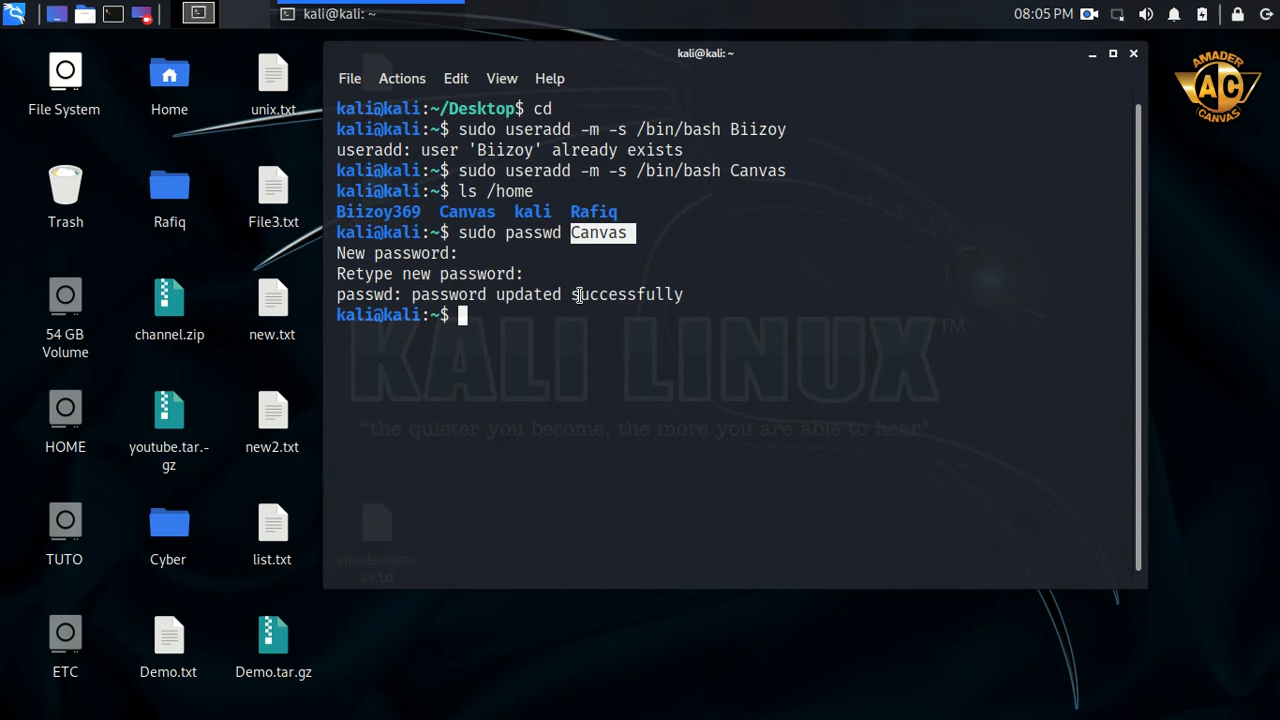 kali@kali: ~
08:05 PM
kali@kali: ~
File Actions Edit View Help
kali@kali:~/Desktop$ cd
kali@kali:~$ sudo useradd -m -s /bin/bash Biizoy
useradd: user 'Biizoy' already exists
kali@kali:~$ sudo useradd -m -s /bin/bash Canvas
kali@kali:~$ ls /home
Biizoy369 Canvas kali Rafiq
kali@kali:~$ sudo passwd Canvas
New password:
Retype new password:
passwd: password updated successfully
kali@kali:~$
KALI LINUX™
"the quieter you become, the more you are able to hear"
File System
Home
unix.txt
Trash
Rafiq
File3.txt
54 GB
Volume
channel.zip
new.txt
HOME
youtube.tar.-
gz
new2.txt
TUTO
Cyber
list.txt
ETC
Demo.txt
Demo.tar.gz
AMADER
AC
CANVAS